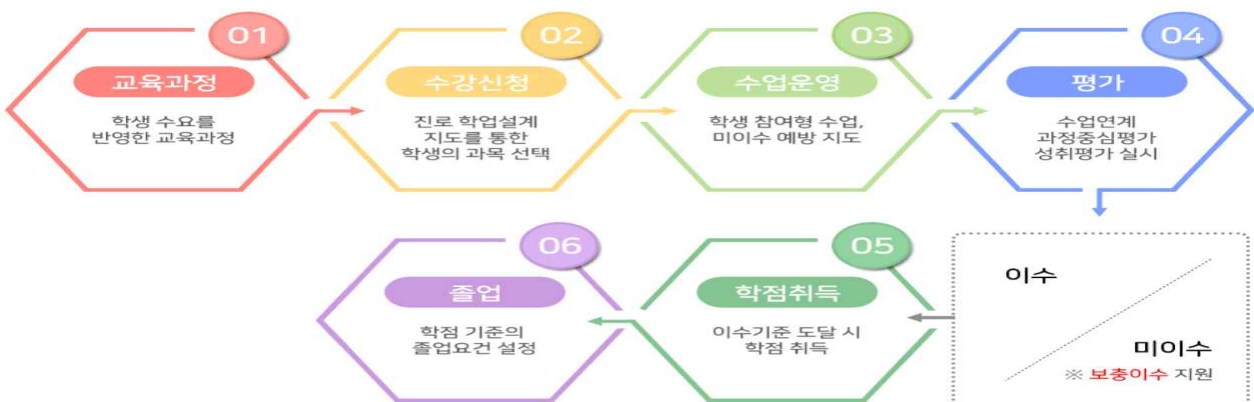 01
교육과정
학생 수요를
반영한 교육과정
02
수강신청
진로 학업설계
지도를 통한
학생의 과목 선택
03
수업운영
학생 참여형 수업,
미이수 예방 지도
04
평가
수업연계
과정중심평가
성취평가 실시
이수
미이수
※ 보충이수 지원
05
학점취득
이수기준 도달 시
학점 취득
06
졸업
학점 기준의
졸업요건 설정